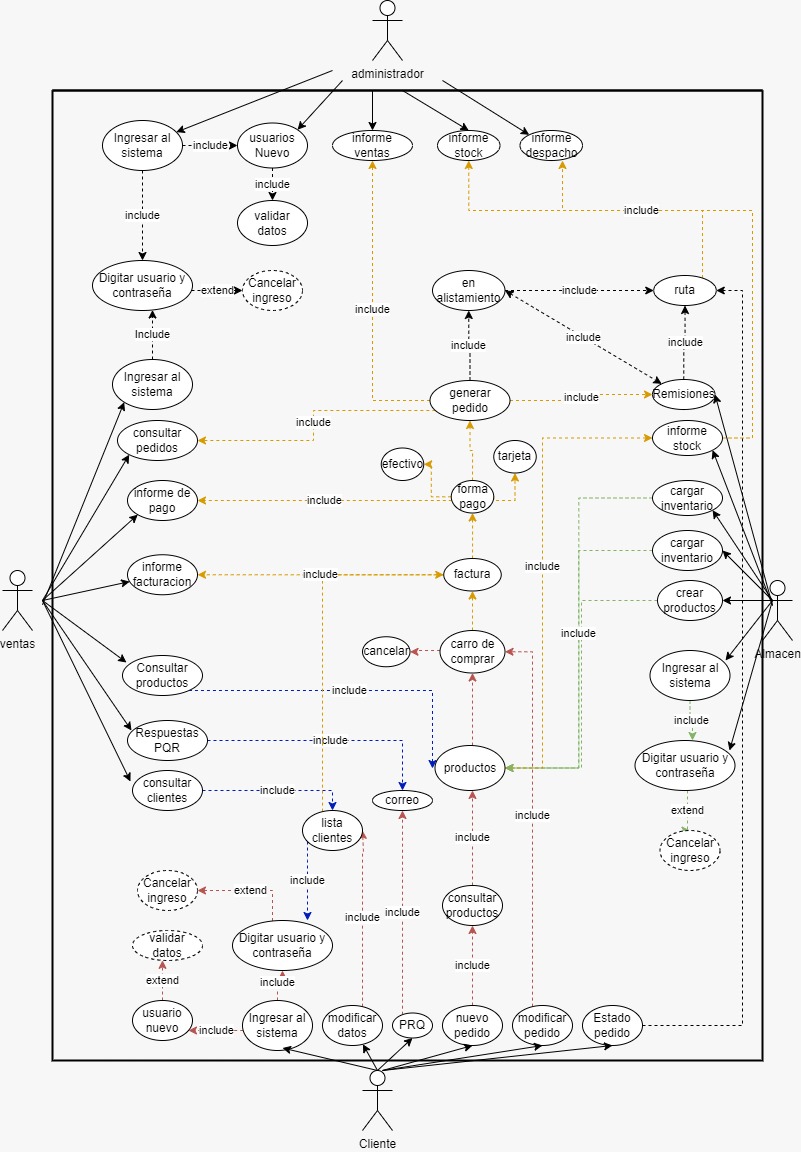 administrador
Ingresar al
sistema
include
usuarios
Nuevo
informe
ventas
informe
stock
informe
despacho
include
validar
datos
include
include
Digitar usuario y
contraseña
extend
Cancelar
ingreso
en
alistamiento
include
ruta
include
Include
include
include
include
Ingresar al
sistema
generar
pedido
include
Remisiones
consultar
pedidos
include
informe
stock
efectivo
tarjeta
informe de
pago
include
forma
pago
cargar
inventario
cargar
inventario
informe
facturacion
include
factura
include
crear
productos
ventas
Almacen
include
cancelar
carro de
comprar
Consultar
productos
include
Ingresar al
sistema
include
Respuestas
PQR
include
productos
Digitar usuario y
contraseña
consultar
clientes
include
correo
extend
lista
clientes
include
include
Cancelar
ingreso
include
Cancelar
ingreso
extend
include
include
consultar
productos
validar
datos
Digitar usuario y
contraseña
include
extend
include
usuario
nuevo
include
Ingresar al
sistema
modificar
datos
PRQ
nuevo
pedido
modificar
pedido
Estado
pedido
Cliente